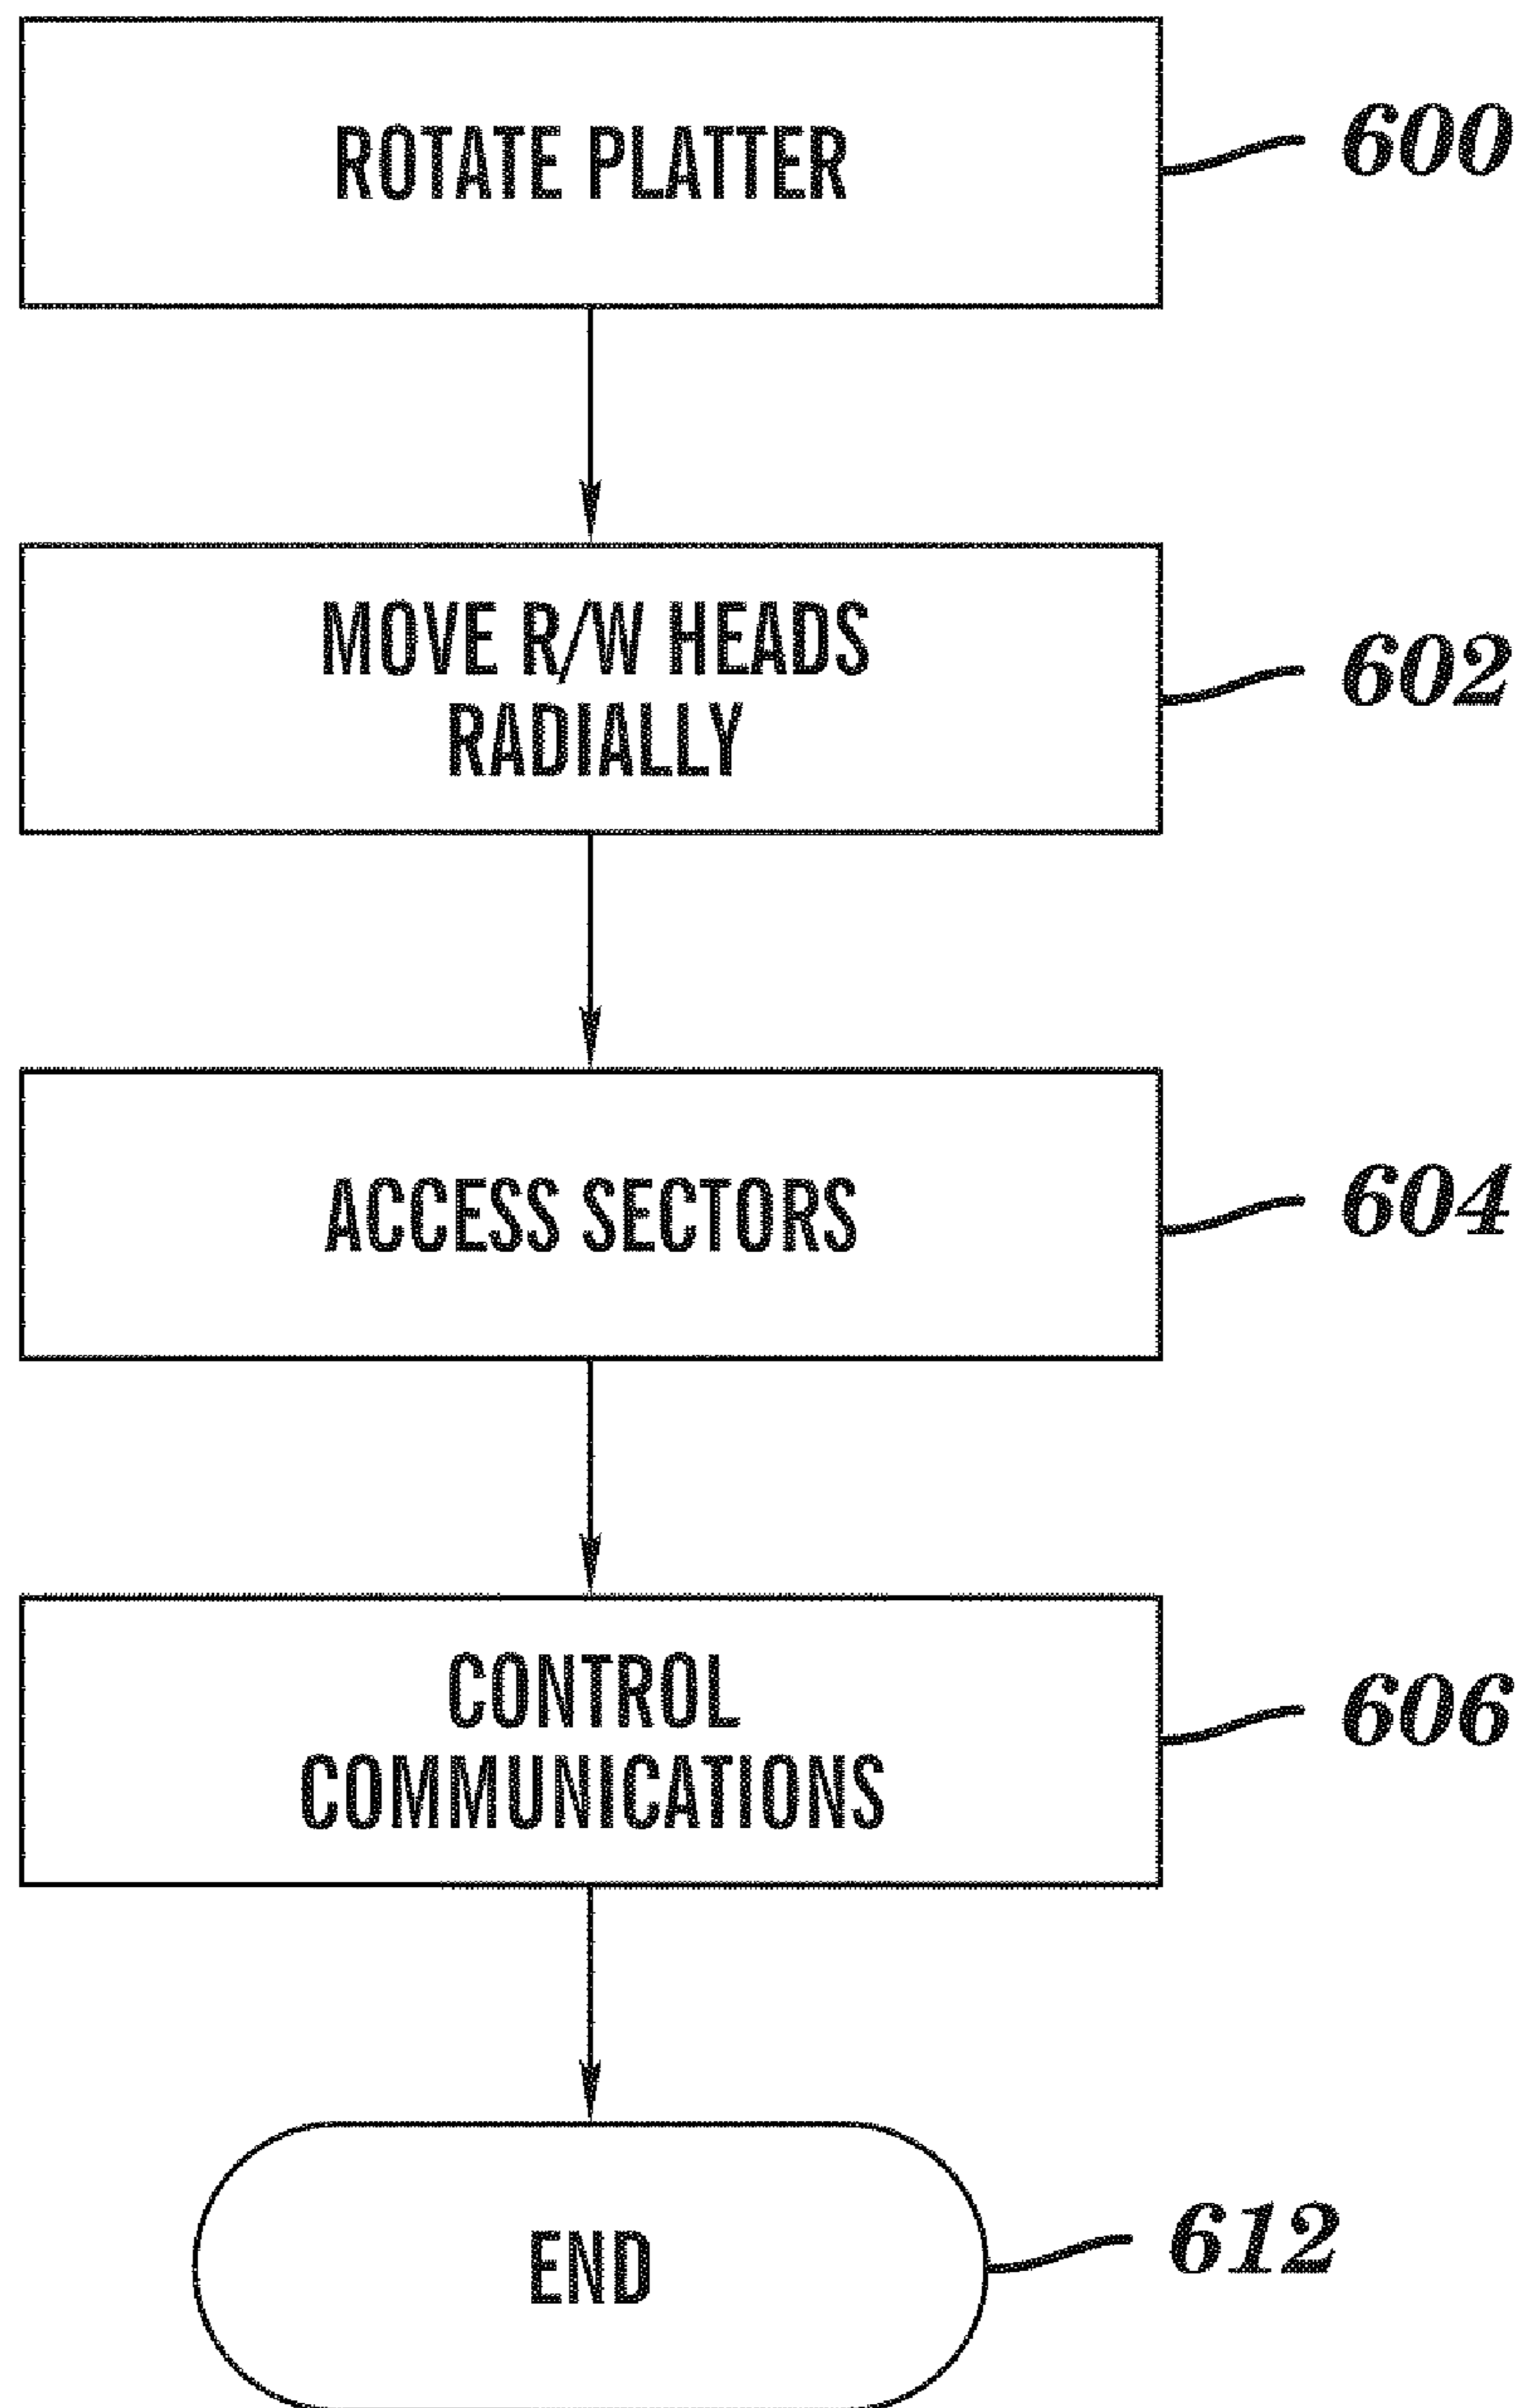 ROTATE PLATTER
600
MOVE R/W HEADS
RADIALLY
602
ACCESS SECTORS
604
CONTROL
COMMUNICATIONS
606
END
612